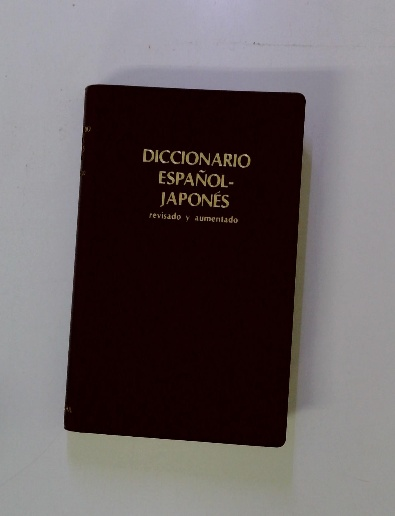 DICCIONARIO
ESPAÑOL-
JAPONÉS
revisado y aumentado